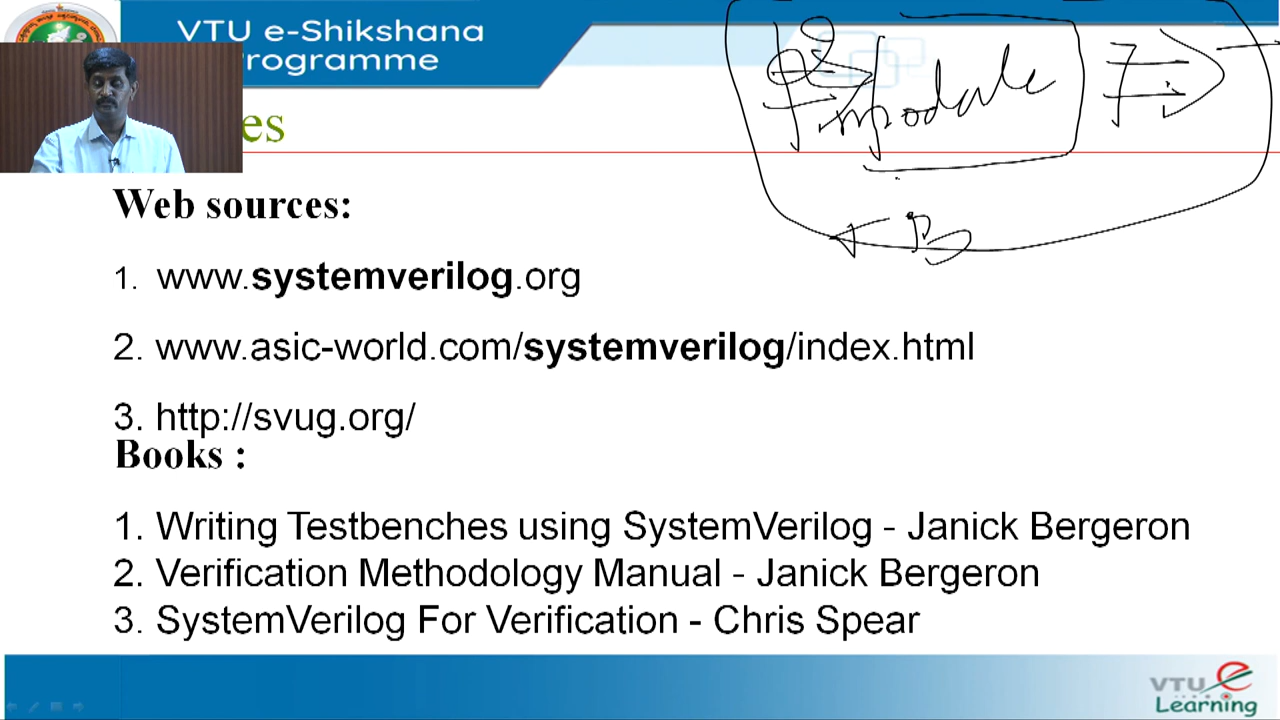 VTU e-Shikshana
Programme
es
module
TB
Web sources:
1. www.systemverilog.org
2. www.asic-world.com/systemverilog/index.html
3. http://svug.org/
Books :
1. Writing Testbenches using SystemVerilog - Janick Bergeron
2. Verification Methodology Manual - Janick Bergeron
3. SystemVerilog For Verification - Chris Spear
VTU e
Learning